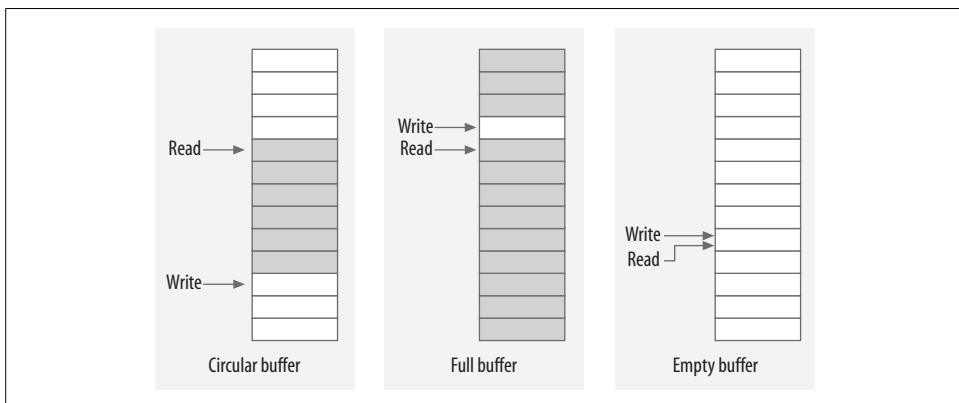 Read
Write
Circular buffer
Write
Read
Full buffer
Write
Read
Empty buffer